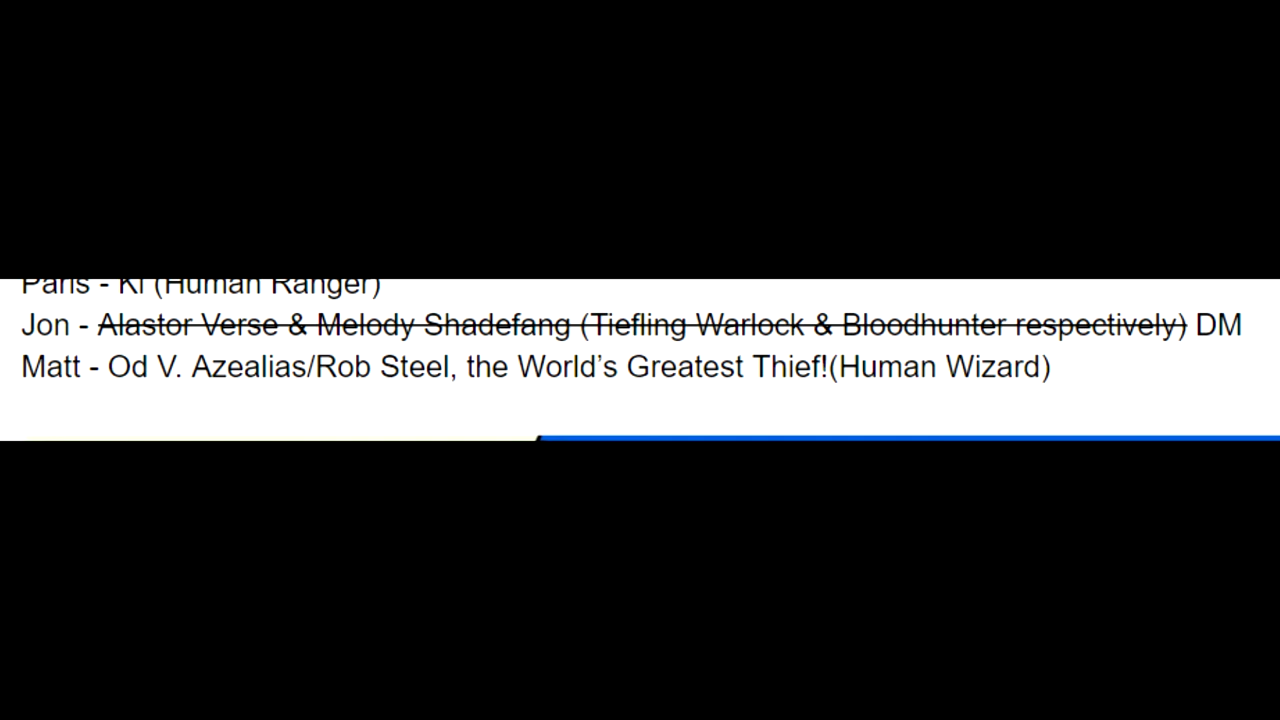 Paris - Ki (Human Ranger)
Jon - Alastor Verse & Melody Shadefang (Tiefling Warlock & Bloodhunter respectively) DM
Matt - Od V. Azealias/Rob Steel, the World’s Greatest Thief!(Human Wizard)